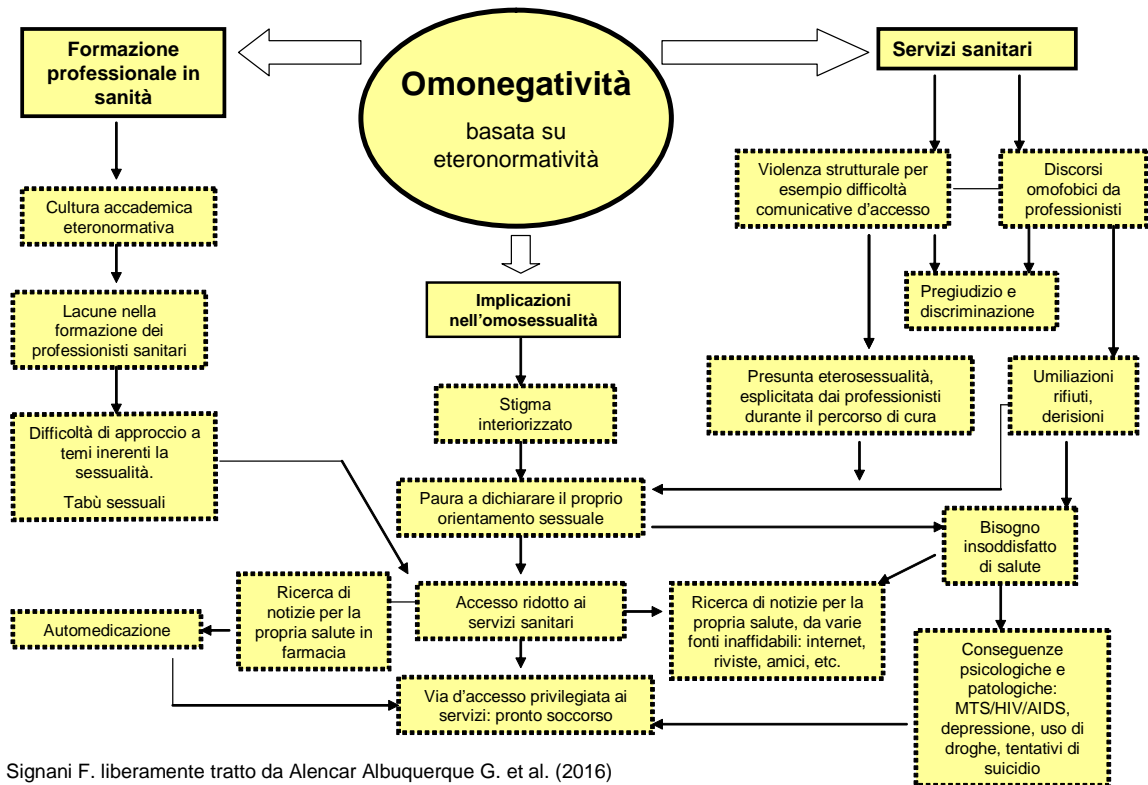 Formazione
professionale in
sanità
Omonegatività
basata su
eteronormatività
Servizi sanitari
Cultura accademica
eteronormativa
Lacune nella
formazione dei
professionisti sanitari
Difficoltà di approccio a
temi inerenti la
sessualità.
Tabù sessuali
Implicazioni
nell'omosessualità
Stigma
interiorizzato
Paura a dichiarare il proprio
orientamento sessuale
Accesso ridotto ai
servizi sanitari
Via d'accesso privilegiata ai
servizi: pronto soccorso
Ricerca di
notizie per la
propria salute in
farmacia
Automedicazione
Violenza strutturale per
esempio difficoltà
comunicative d'accesso
Discorsi
omofobici da
professionisti
Pregiudizio e
discriminazione
Presunta eterosessualità,
esplicitata dai professionisti
durante il percorso di cura
Umiliazioni
rifiuti,
derisioni
Bisogno
insoddisfatto
di salute
Ricerca di notizie per la
propria salute, da varie
fonti inaffidabili: internet,
riviste, amici, etc.
Conseguenze
psicologiche e
patologiche:
MTS/HIV/AIDS,
depressione, uso di
droghe, tentativi di
suicidio
Signani F. liberamente tratto da Alencar Albuquerque G. et al. (2016)